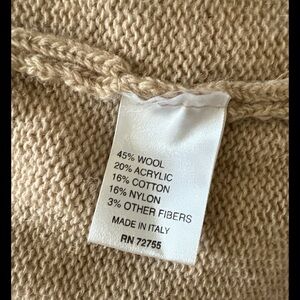 45% WOOL
20% ACRYLIC
16% COTTON
16% NYLON
3% OTHER FIBERS
MADE IN ITALY
RN 72755